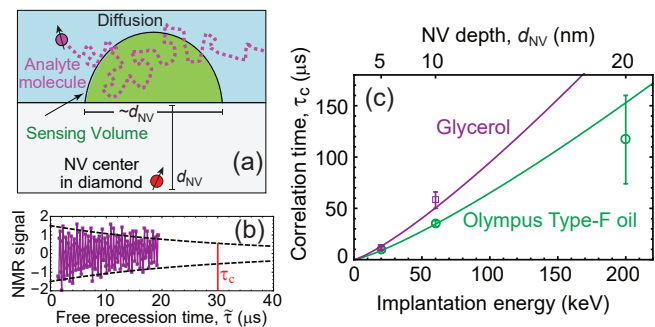 Diffusion
Analyte
molecule
~d_NV
Sensing Volume
(a)
NV center
in diamond
d_NV
(b)
NMR signal
2
1
0
-1
-2
τ_c
0 10 20 30 40
Free precession time, τ̃ (μs)
NV depth, d_NV (nm)
5 10 20
(c)
Correlation time, τ_c (μs)
150
100
50
0
Glycerol
Olympus Type-F oil
0 50 100 150 200
Implantation energy (keV)